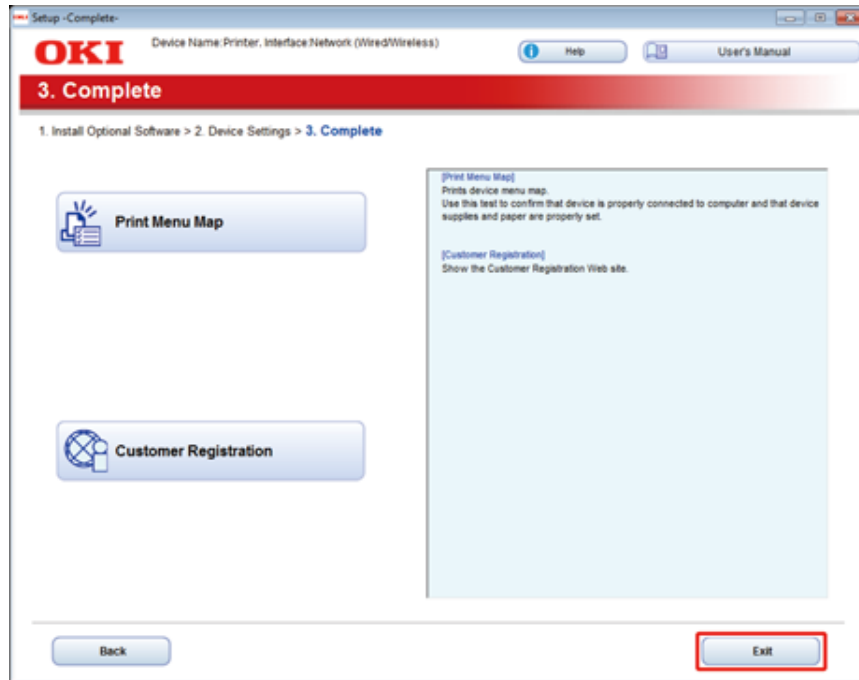 OKI Setup -Complete-
OKI
Device Name:Printer, Interface:Network (Wired/Wireless)
Help
User's Manual
3. Complete
1. Install Optional Software > 2. Device Settings > 3. Complete
Print Menu Map
[Print Menu Map]
Prints device menu map.
Use this test to confirm that device is properly connected to computer and that device
supplies and paper are properly set.
[Customer Registration]
Show the Customer Registration Web site.
Customer Registration
Back
Exit